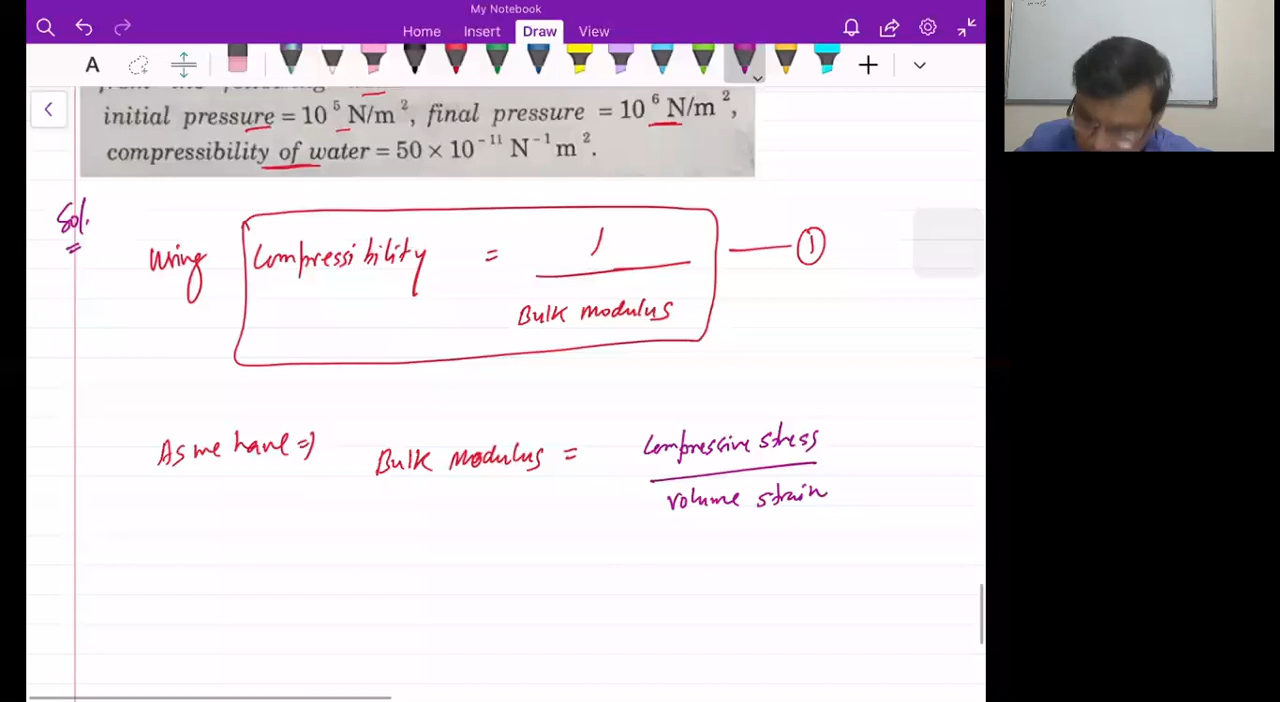 My Notebook
Home Insert Draw View
A
initial pressure = 10⁵ N/m², final pressure = 10⁶ N/m²,
compressibility of water = 50 × 10⁻¹¹ N⁻¹ m².
Sol.
Using Compressibility = 1 / Bulk modulus — ①
As we have ⇒ Bulk Modulus = Compressive stress / volume strain